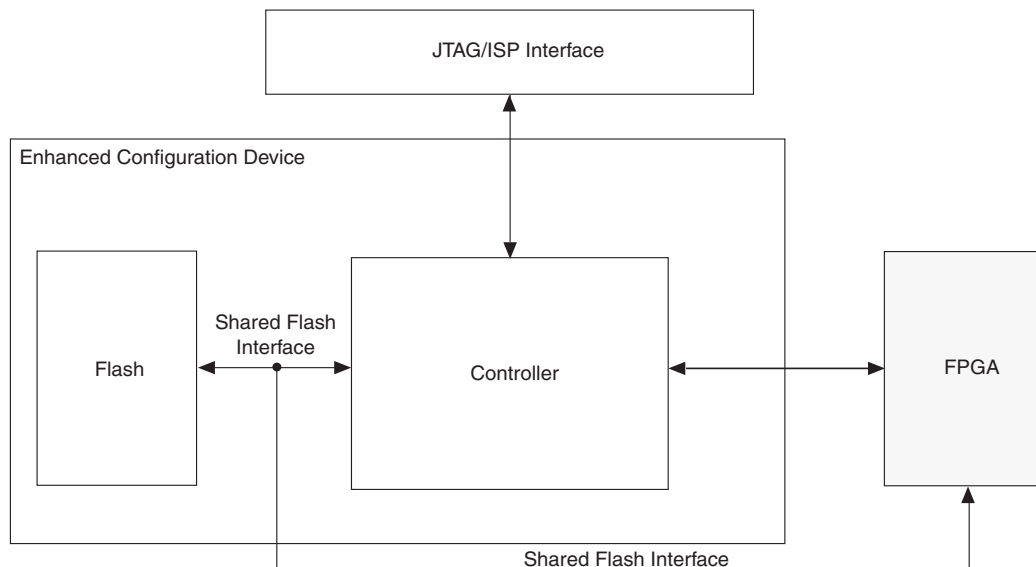 JTAG/ISP Interface
Enhanced Configuration Device
Shared Flash
Interface
Flash
Controller
FPGA
Shared Flash Interface